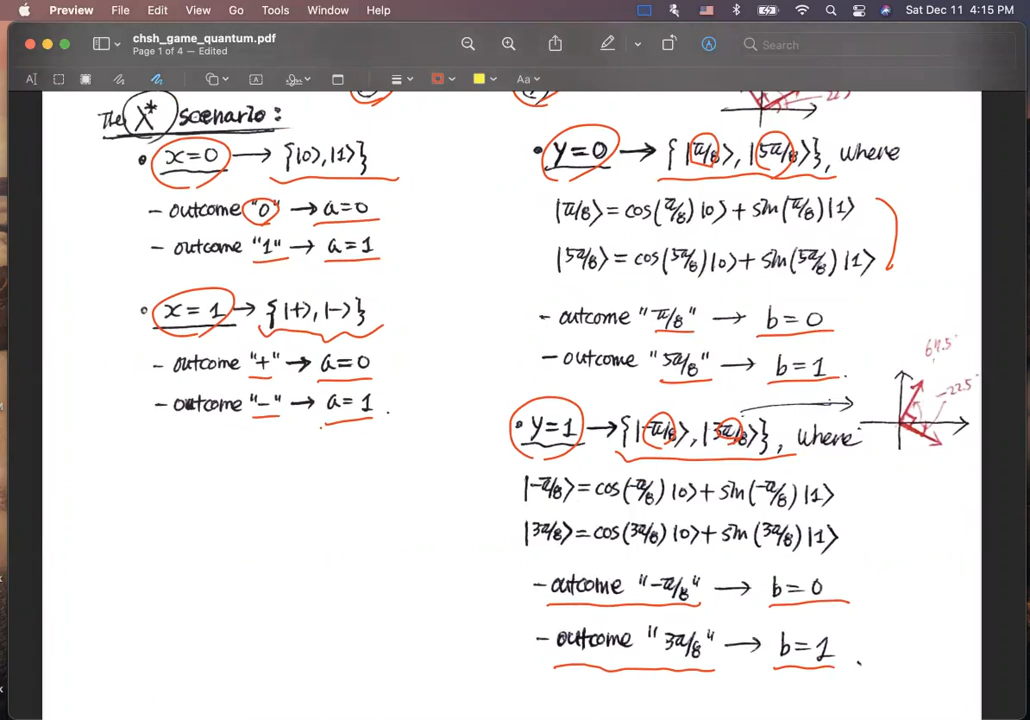 Preview File Edit View Go Tools Window Help Sat Dec 11 4:15 PM
chsh_game_quantum.pdf
Page 1 of 4 — Edited
Search
The X* scenario:
• x=0 → {|0>,|1>}
- outcome "0" → a=0
- outcome "1" → a=1
• x=1 → {|+>,|->}
- outcome "+" → a=0
- outcome "-" → a=1.
• y=0 → {|π/8>,|5π/8>}, where
|π/8>=cos(π/8)|0>+sin(π/8)|1>
|5π/8>=cos(5π/8)|0>+sin(5π/8)|1>
- outcome "π/8" → b=0
- outcome "5π/8" → b=1.
67.5°
-22.5°
• y=1 → {|-π/8>,|3π/8>}, where
|-π/8>=cos(-π/8)|0>+sin(-π/8)|1>
|3π/8>=cos(3π/8)|0>+sin(3π/8)|1>
- outcome "-π/8" → b=0
- outcome "3π/8" → b=1.